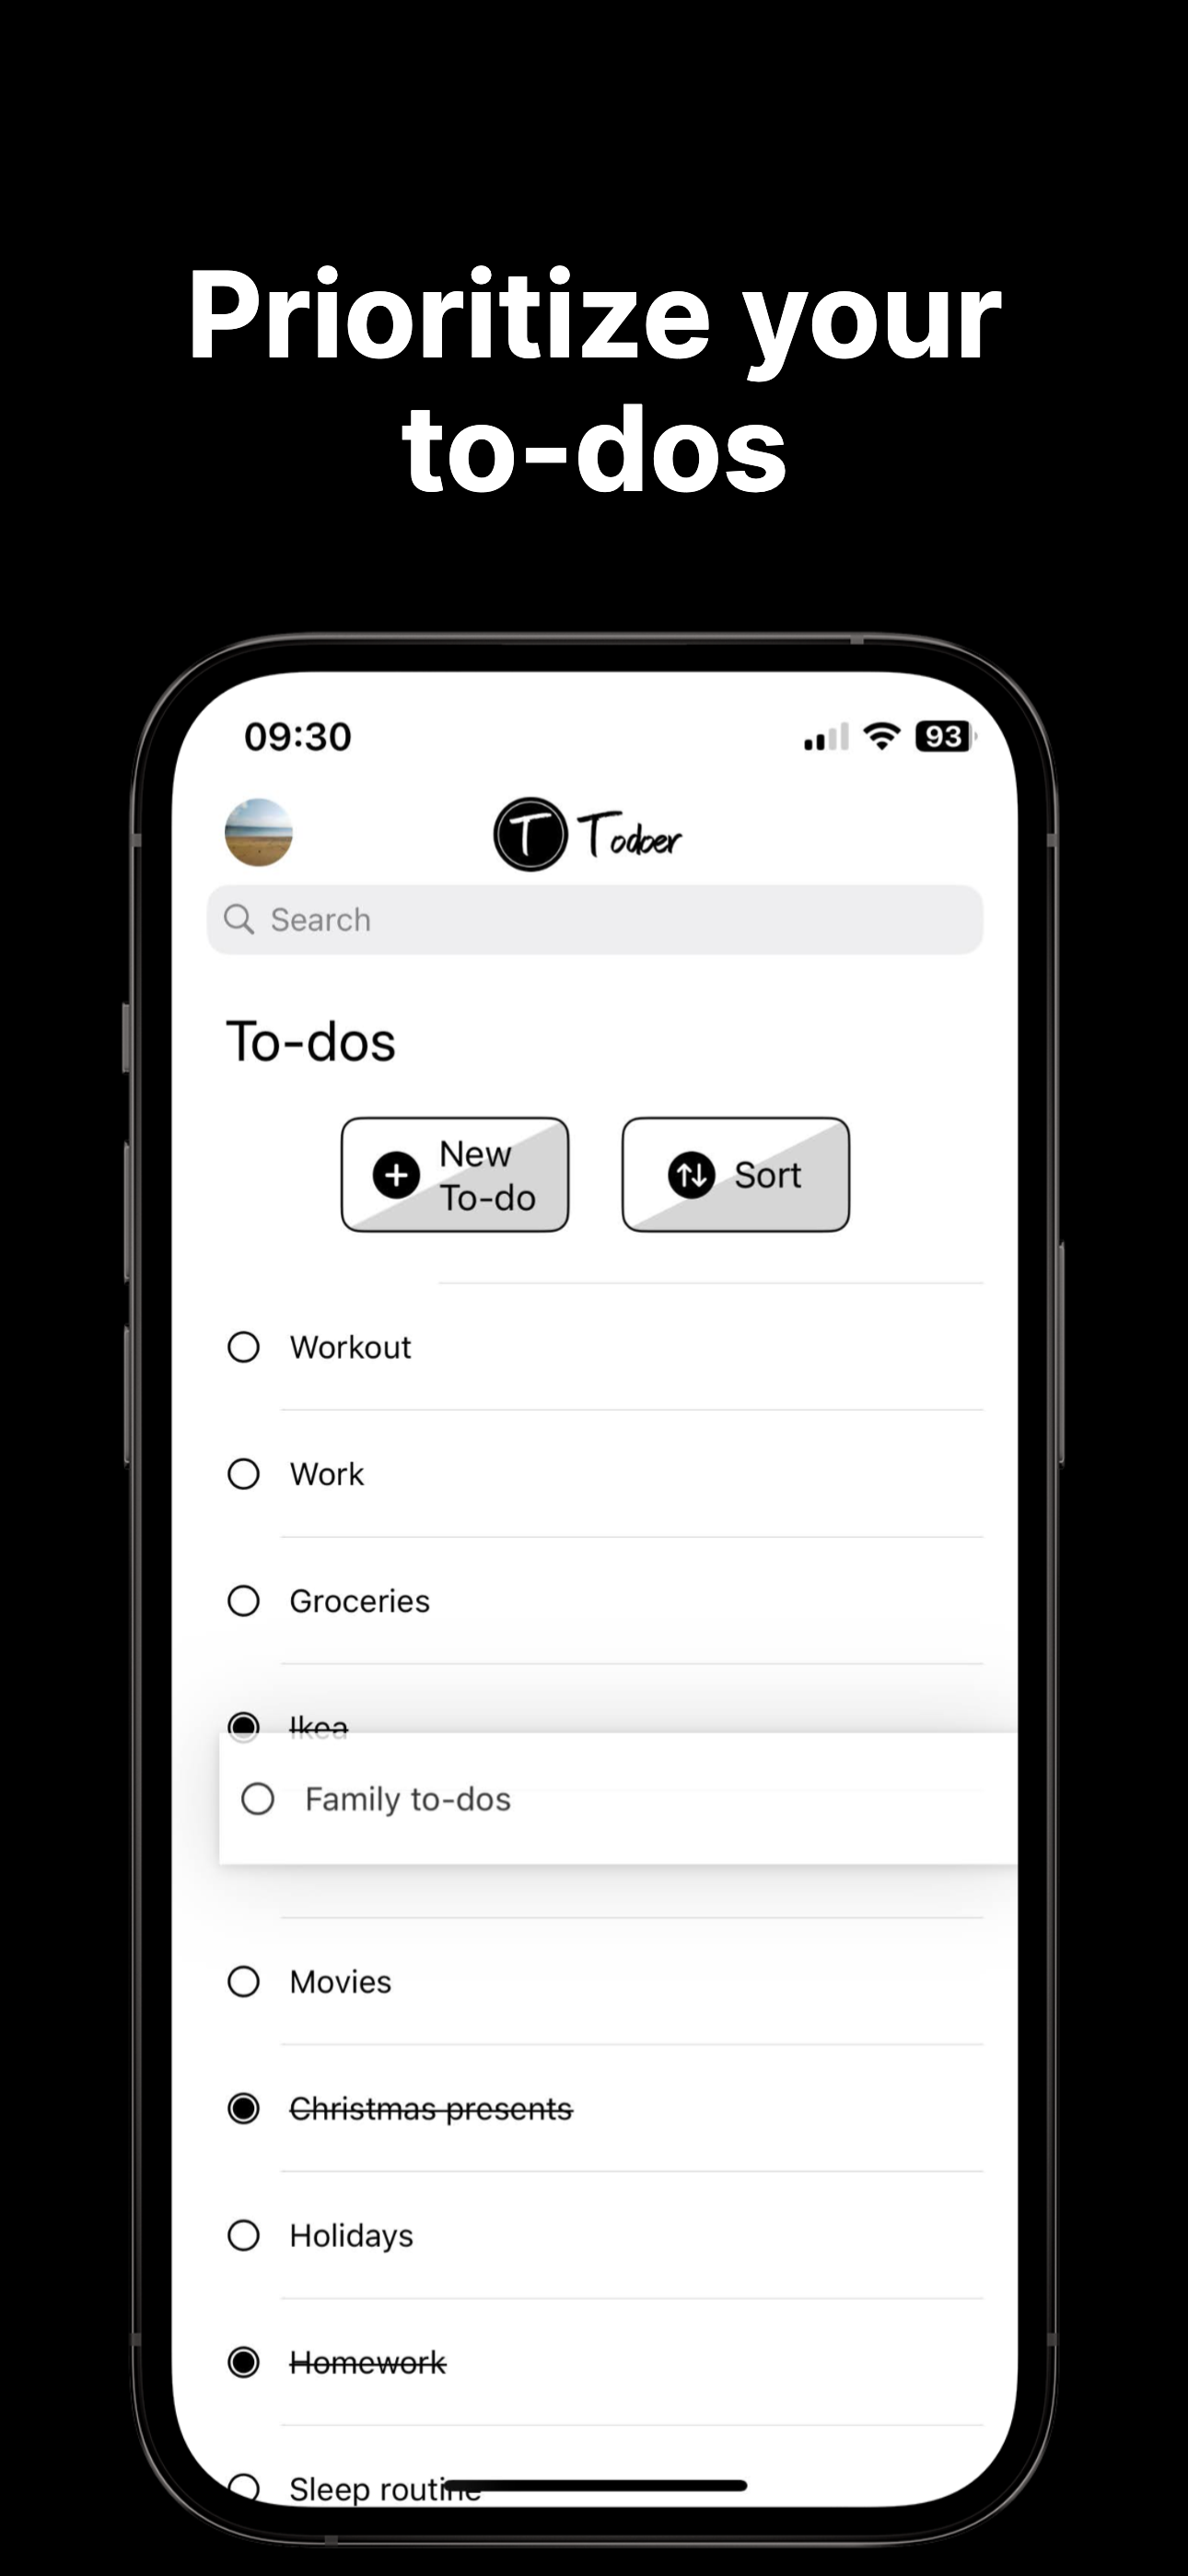 Prioritize your
to-dos
09:30
93
T Todoer
Search
To-dos
New
To-do
Sort
Workout
Work
Groceries
Ikea
Family to-dos
Movies
Christmas presents
Holidays
Homework
Sleep routine